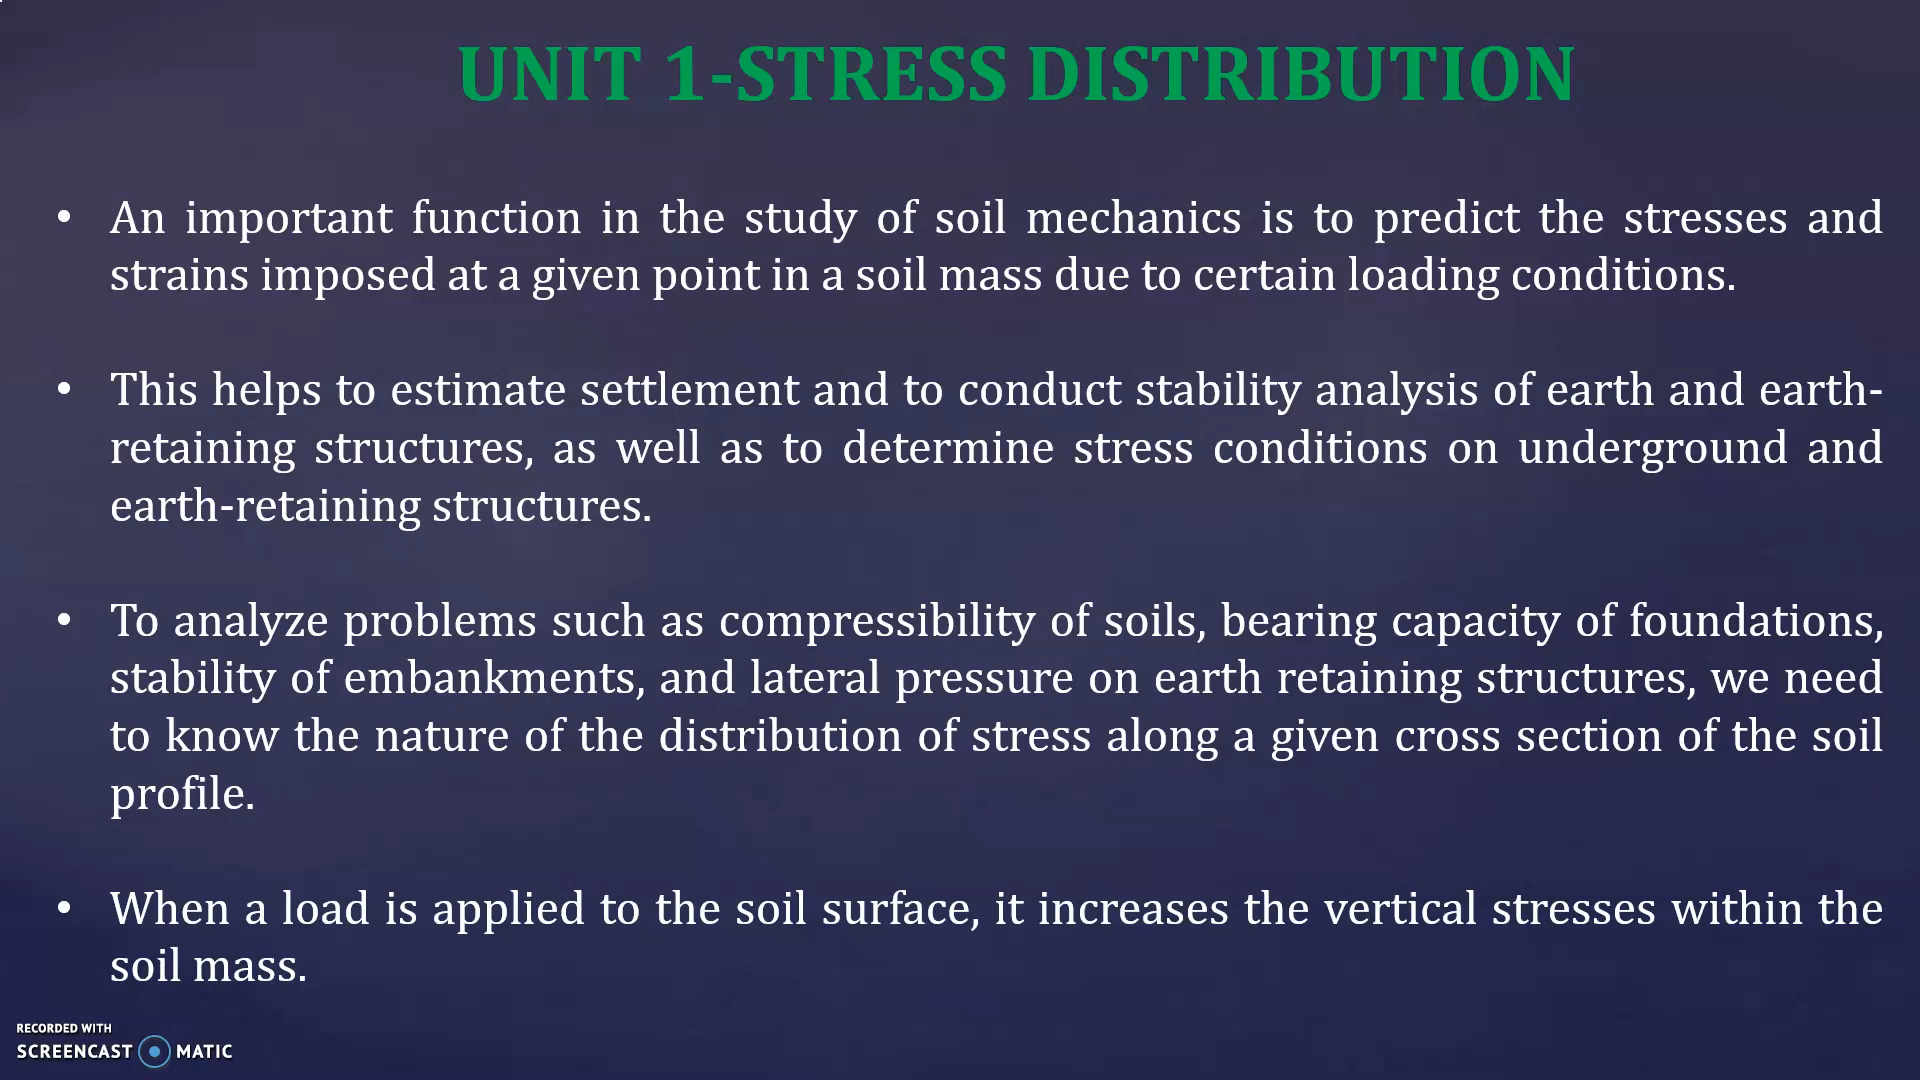 UNIT 1-STRESS DISTRIBUTION
• An important function in the study of soil mechanics is to predict the stresses and
strains imposed at a given point in a soil mass due to certain loading conditions.
• This helps to estimate settlement and to conduct stability analysis of earth and earth-
retaining structures, as well as to determine stress conditions on underground and
earth-retaining structures.
• To analyze problems such as compressibility of soils, bearing capacity of foundations,
stability of embankments, and lateral pressure on earth retaining structures, we need
to know the nature of the distribution of stress along a given cross section of the soil
profile.
• When a load is applied to the soil surface, it increases the vertical stresses within the
soil mass.
RECORDED WITH
SCREENCAST MATIC